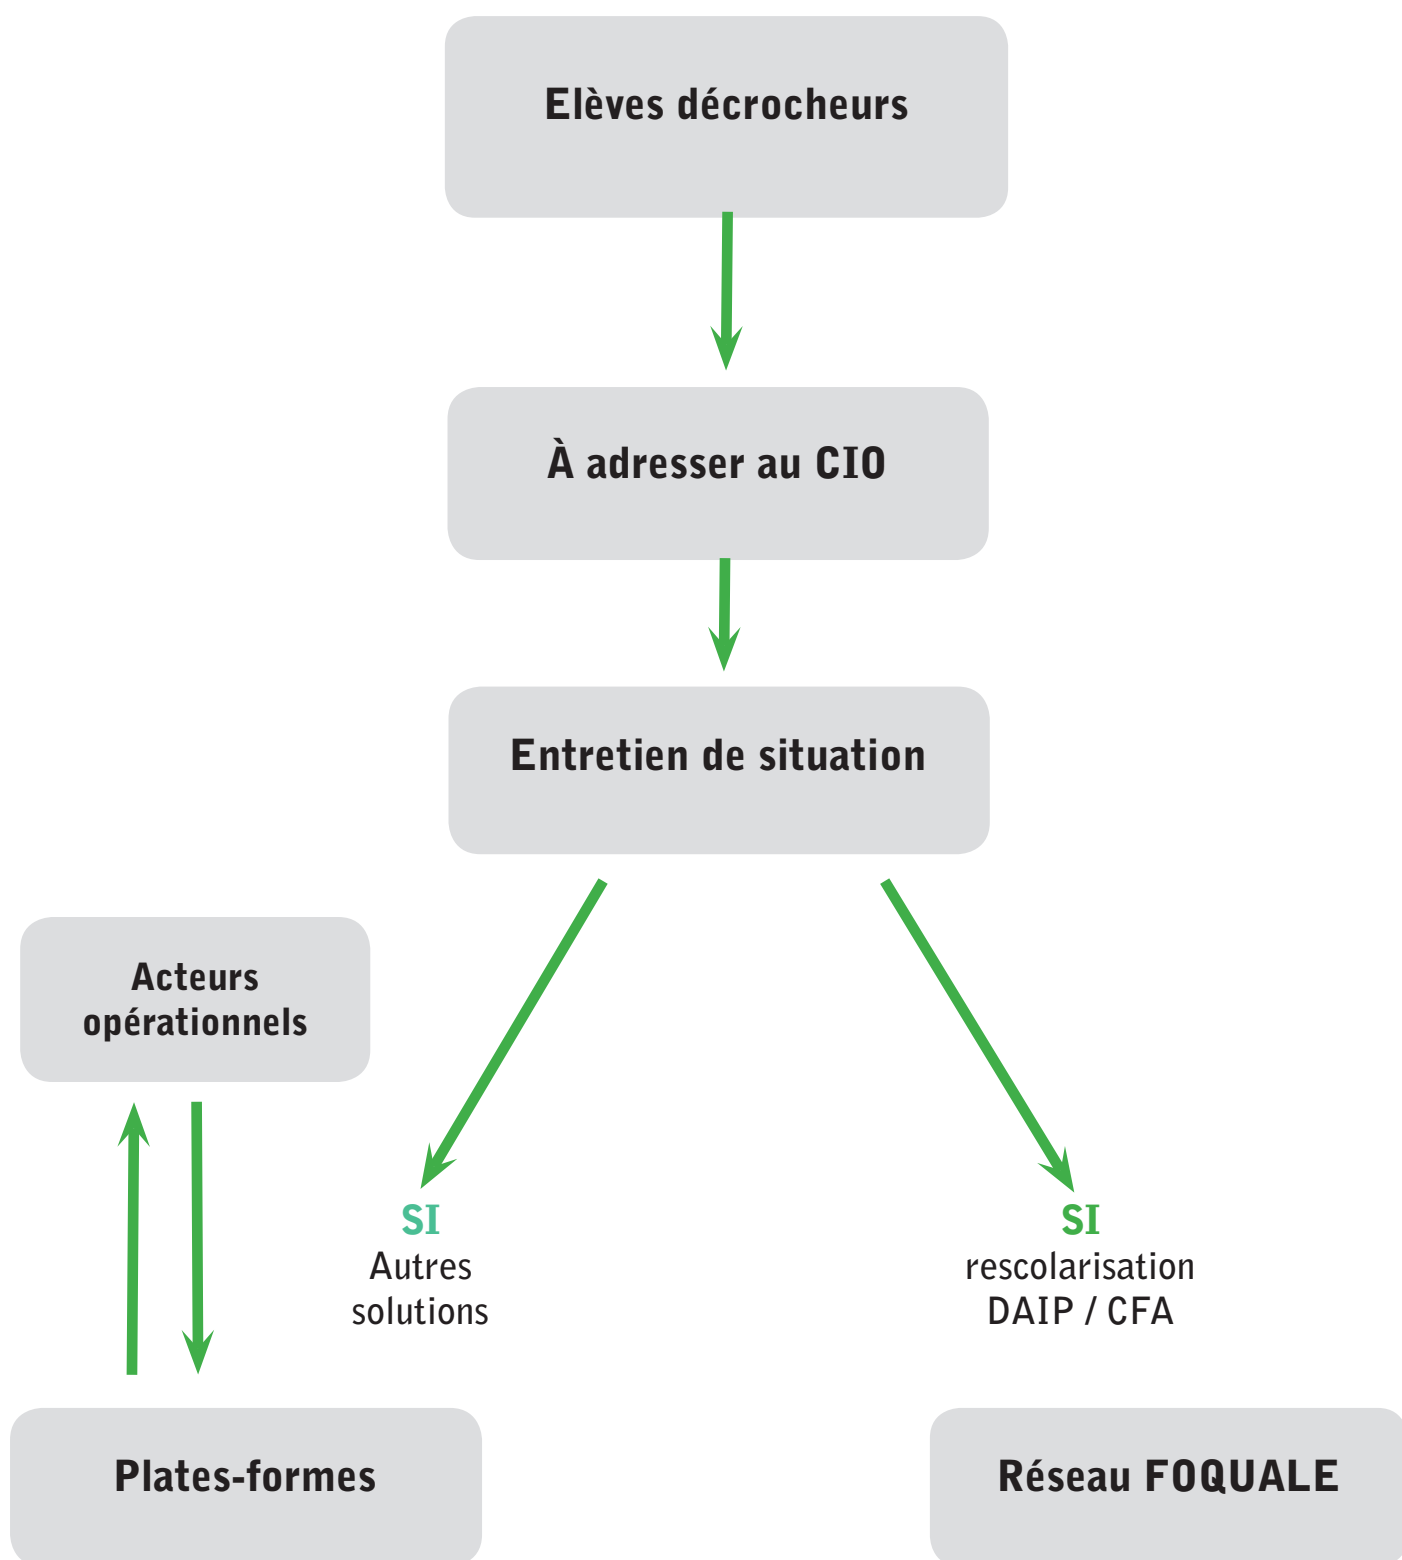 Elèves décrocheurs
À adresser au CIO
Entretien de situation
Acteurs
opérationnels
SI
Autres
solutions
SI
rescolarisation
DAIP / CFA
Plates-formes
Réseau FOQUALE